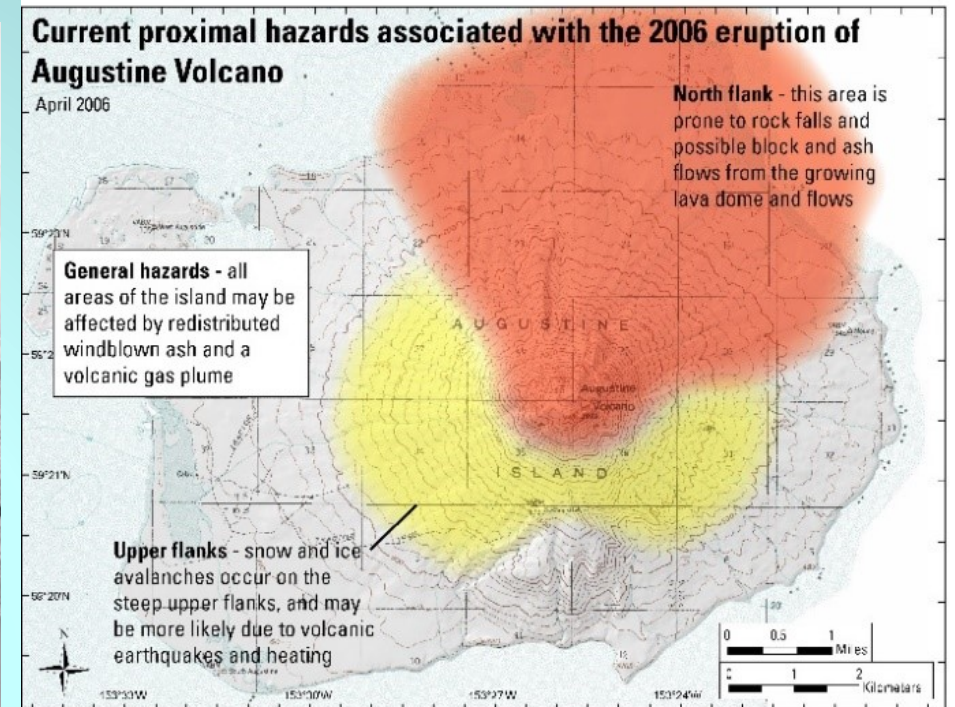 Current proximal hazards associated with the 2006 eruption of
Augustine Volcano
April 2006
North flank - this area is
prone to rock falls and
possible block and ash
flows from the growing
lava dome and flows
General hazards - all
areas of the island may be
affected by redistributed
windblown ash and a
volcanic gas plume
AUGUSTINE
Augustine
Volcano
ISLAND
59°21'N
Upper flanks - snow and ice
avalanches occur on the
steep upper flanks, and may
be more likely due to volcanic
earthquakes and heating
59°20'N
N
0 0.5 1
Miles
1 2
Kilometers
153°33'W 153°30'W 153°27'W 153°24'W